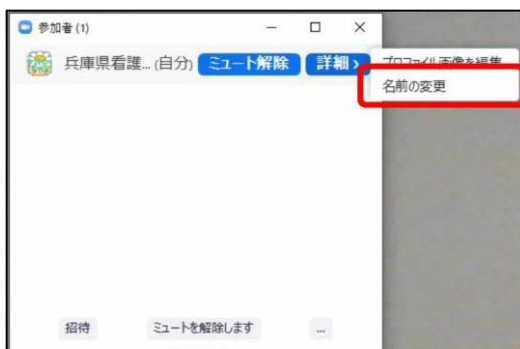 参加者 (1)
兵庫県看護... (自分) ミュート解除 詳細 >
プロファイル画像を編集
名前の変更
招待 ミュートを解除します ...